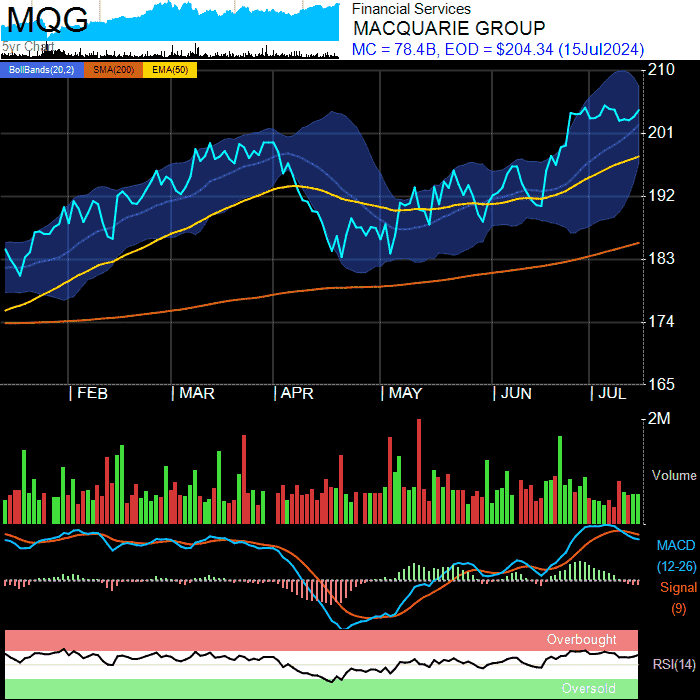 MQG
5yr Chart
Financial Services
MACQUARIE GROUP
MC = 78.4B, EOD = $204.34 (15Jul2024)
BollBands(20,2) SMA(200) EMA(50)
210
201
192
183
174
165
FEB MAR APR MAY JUN JUL
2M
Volume
MACD
(12-26)
Signal
(9)
Overbought
RSI(14)
Oversold